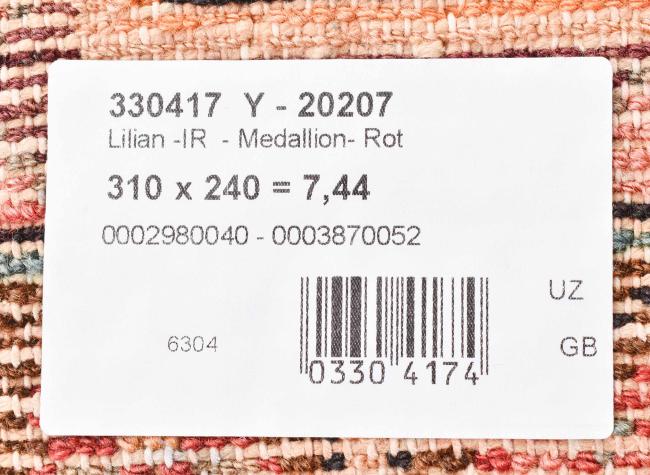 330417 Y - 20207
Lilian -IR - Medallion- Rot
310 x 240 = 7,44
0002980040 - 0003870052
UZ
6304
GB
0330 4174